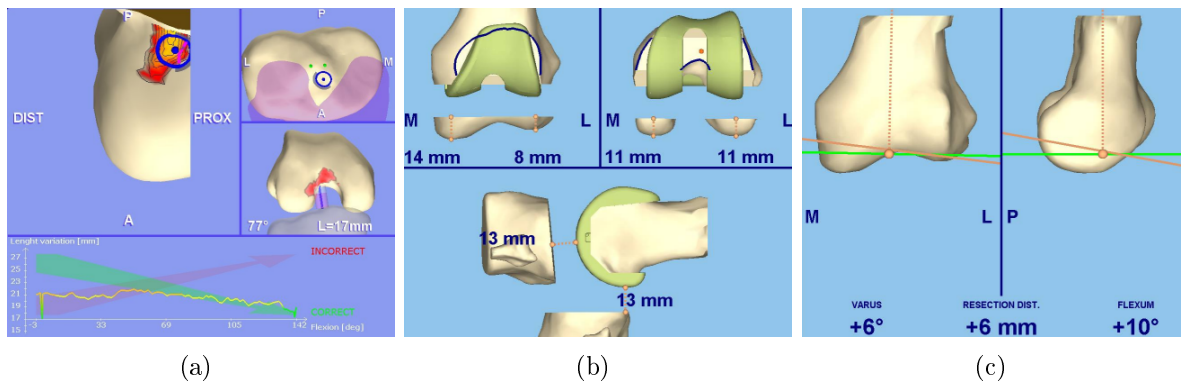 P
DIST
PROX
A
P
L
M
A
77°
L=17mm
Lenght variation [mm]
27
25
23
21
19
17
15
INCORRECT
CORRECT
-3
33
69
105
142
Flexion [deg]
(a)
M
L
14 mm
8 mm
M
L
11 mm
11 mm
13 mm
13 mm
(b)
M
L
P
VARUS
RESECTION DIST.
FLEXUM
+6°
+6 mm
+10°
(c)